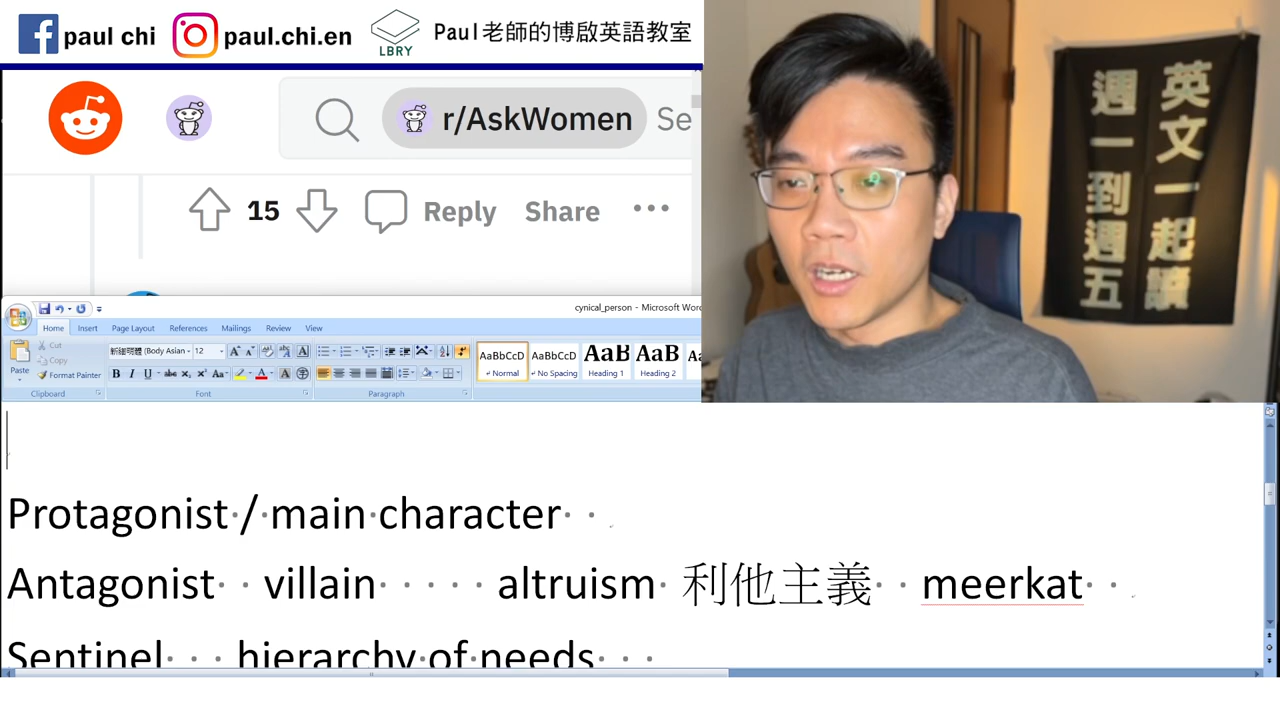 paul chi paul.chi.en LBRY Paul老師的博啟英語教室
r/AskWomen Se
15 Reply Share
cynical_person - Microsoft Word
Home Insert Page Layout References Mailings Review View
Paste Cut Copy Format Painter
新細明體 (Body Asian 12
AaBbCcD Normal AaBbCcD No Spacing AaBb Heading 1 AaBb Heading 2
Clipboard Font Paragraph
Protagonist / main character
Antagonist villain altruism 利他主義 meerkat
Sentinel hierarchy of needs
英文一起讀
週一到週五